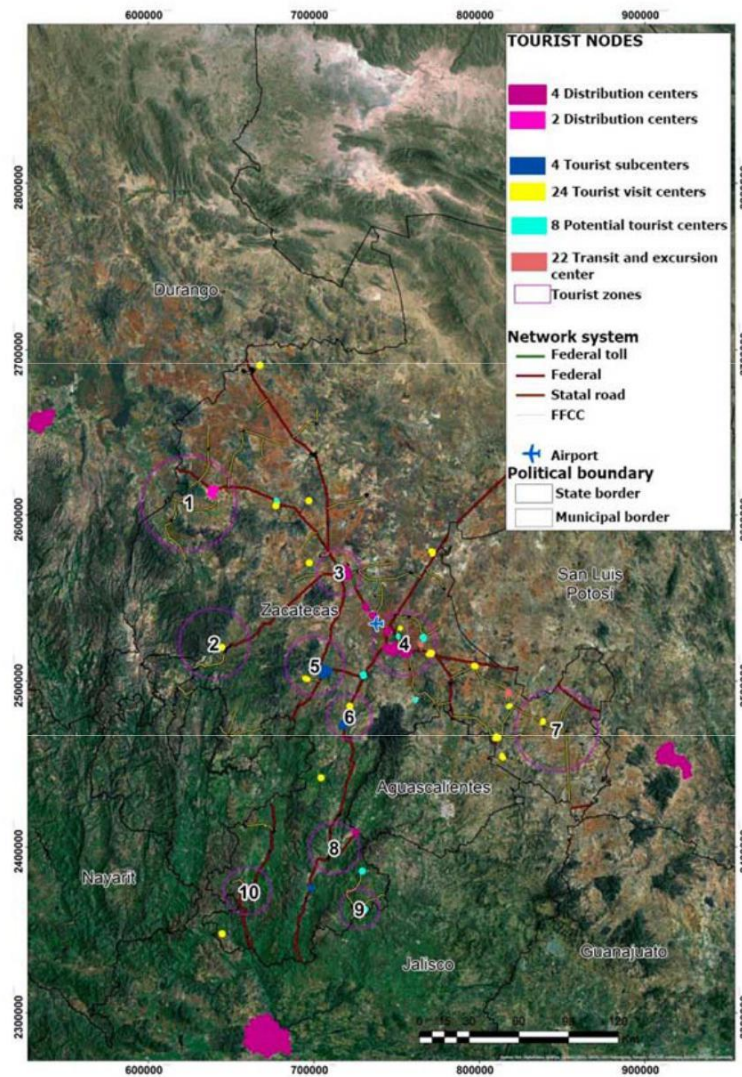 600000 700000 800000 900000
TOURIST NODES
4 Distribution centers
2 Distribution centers
4 Tourist subcenters
24 Tourist visit centers
8 Potential tourist centers
22 Transit and excursion
center
Tourist zones
Network system
Federal toll
Federal
Statal road
FFCC
Airport
Political boundary
State border
Municipal border
2800000
2700000
2600000
2500000
2400000
2300000
Durango
1
3
San Luis
Potosi
Zacatecas
2
4
5
6
7
Aguascalientes
8
Nayarit
10
9
Jalisco
Guanajuato
120
600000 700000 800000 900000